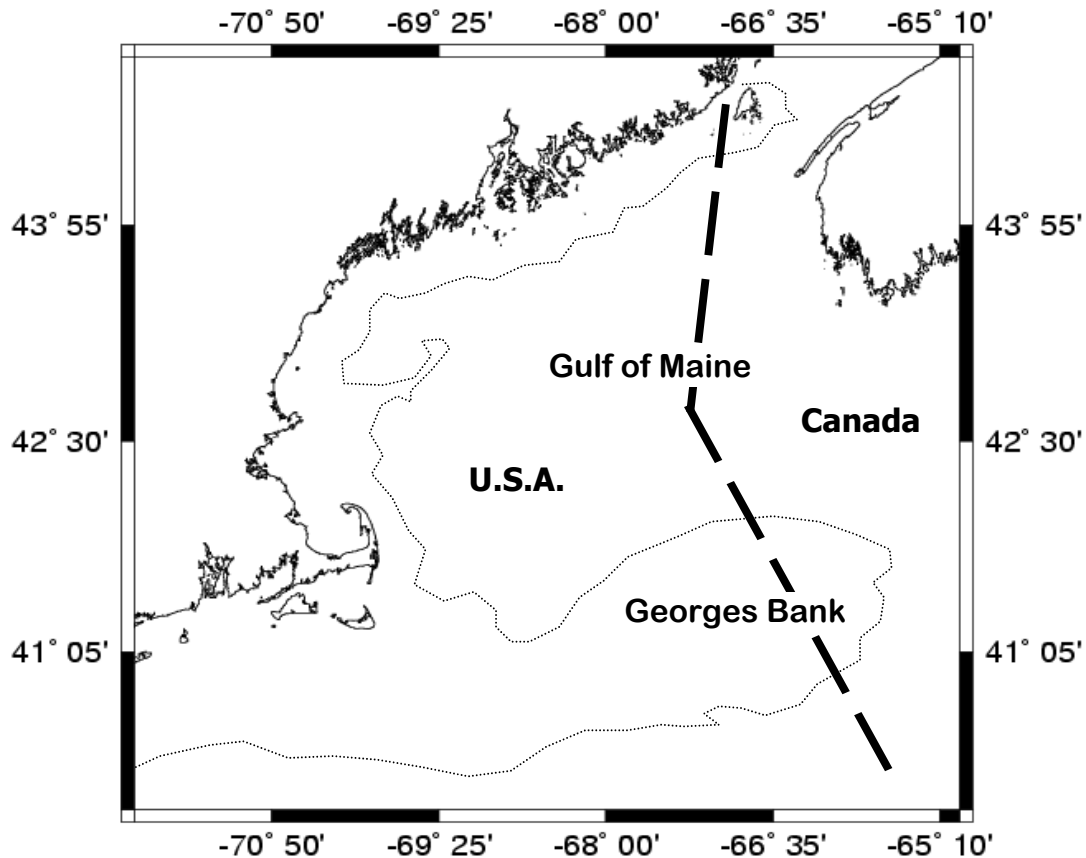 -70° 50' -69° 25' -68° 00' -66° 35' -65° 10'
43° 55' 43° 55'
Gulf of Maine
Canada
42° 30' 42° 30'
U.S.A.
Georges Bank
41° 05' 41° 05'
-70° 50' -69° 25' -68° 00' -66° 35' -65° 10'